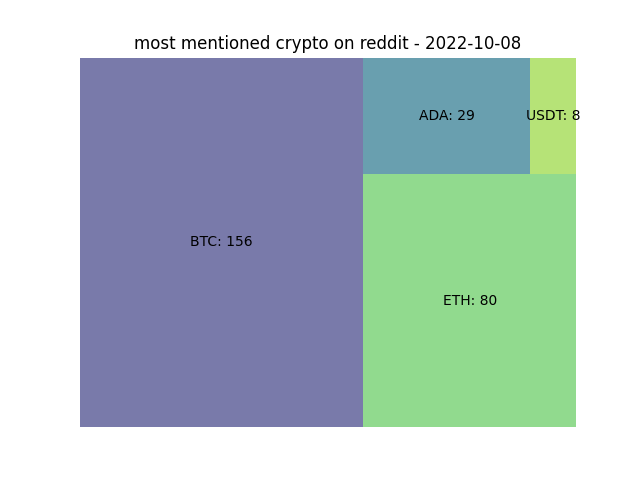 most mentioned crypto on reddit - 2022-10-08
ADA: 29
USDT: 8
BTC: 156
ETH: 80